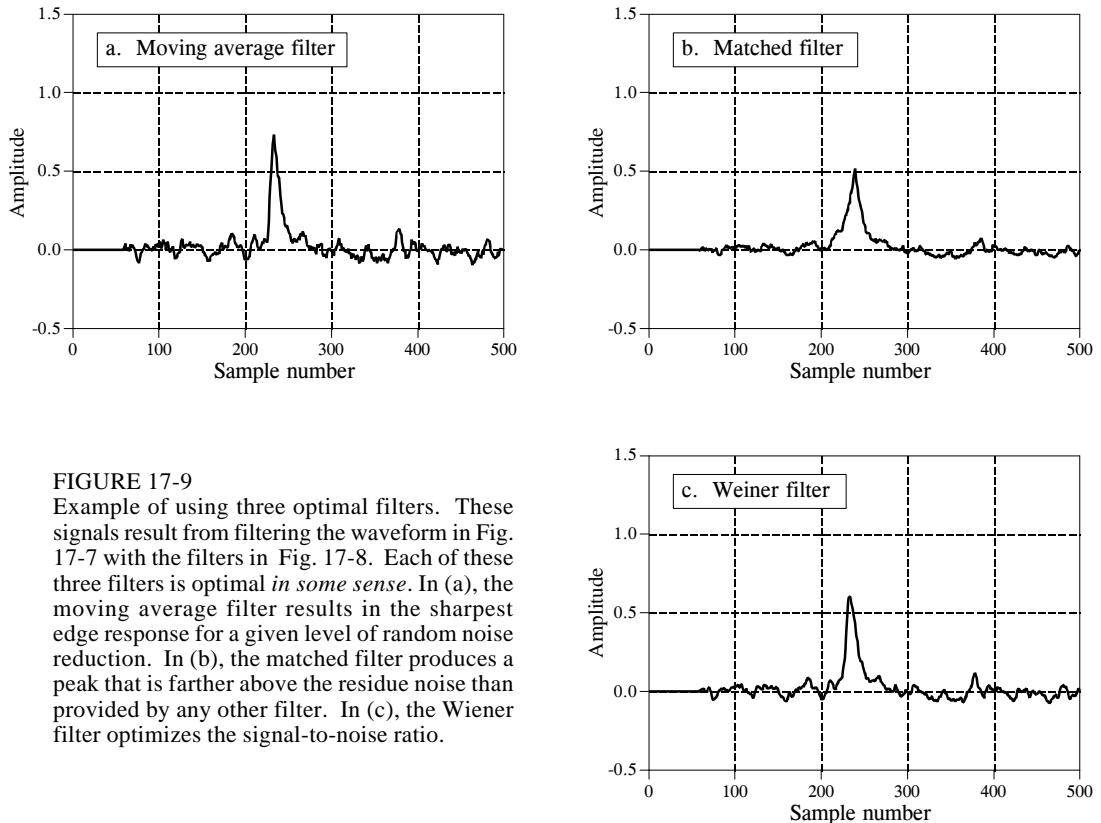 a. Moving average filter
Amplitude
1.5
1.0
0.5
0.0
-0.5
0 100 200 300 400 500
Sample number
b. Matched filter
Amplitude
1.5
1.0
0.5
0.0
-0.5
0 100 200 300 400 500
Sample number
FIGURE 17-9
Example of using three optimal filters. These
signals result from filtering the waveform in Fig.
17-7 with the filters in Fig. 17-8. Each of these
three filters is optimal in some sense. In (a), the
moving average filter results in the sharpest
edge response for a given level of random noise
reduction. In (b), the matched filter produces a
peak that is farther above the residue noise than
provided by any other filter. In (c), the Wiener
filter optimizes the signal-to-noise ratio.
c. Weiner filter
Amplitude
1.5
1.0
0.5
0.0
-0.5
0 100 200 300 400 500
Sample number